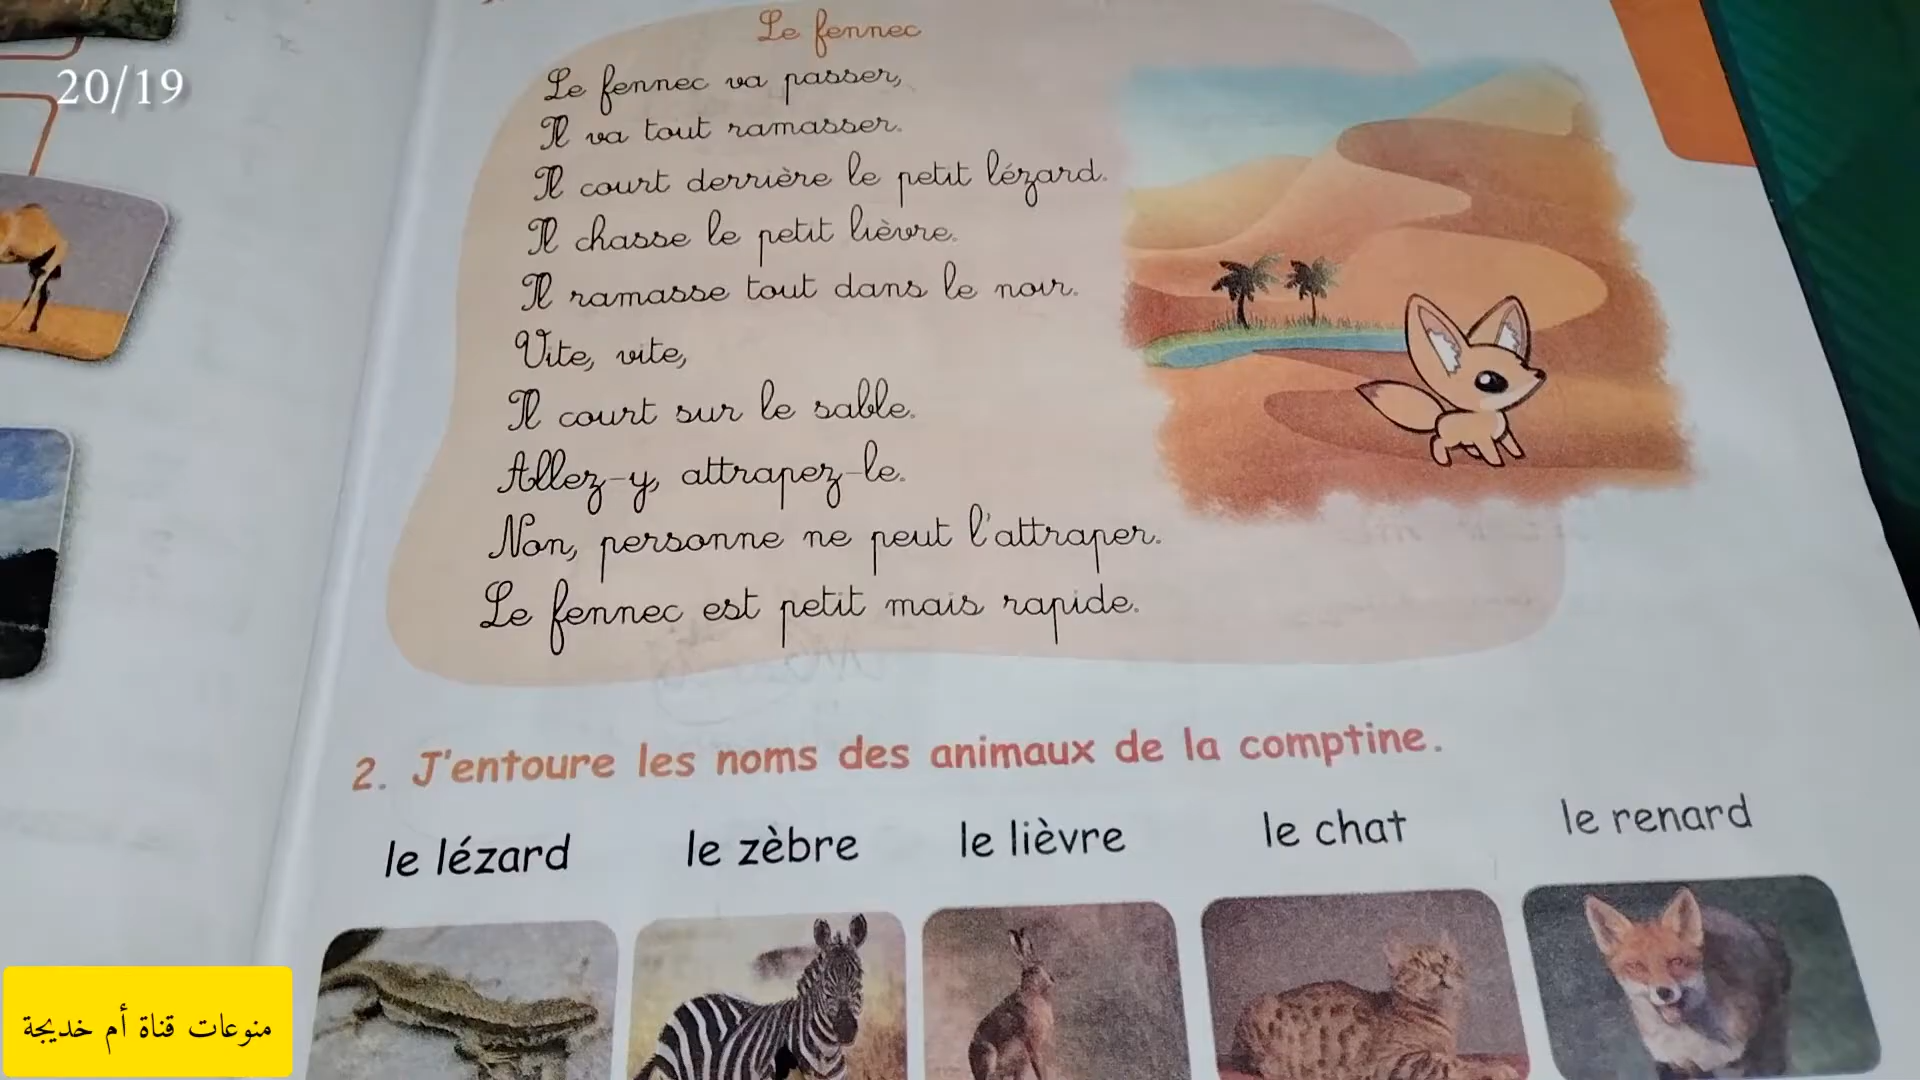 20/19
Le fennec
Le fennec va passer,
Il va tout ramasser.
Il court derrière le petit lézard.
Il chasse le petit lièvre.
Il ramasse tout dans le noir.
Vite, vite,
Il court sur le sable.
Allez-y, attrapez-le.
Non, personne ne peut l'attraper.
Le fennec est petit mais rapide.
2. J'entoure les noms des animaux de la comptine.
le lézard le zèbre le lièvre le chat le renard
منوعات قناة أم خديجة